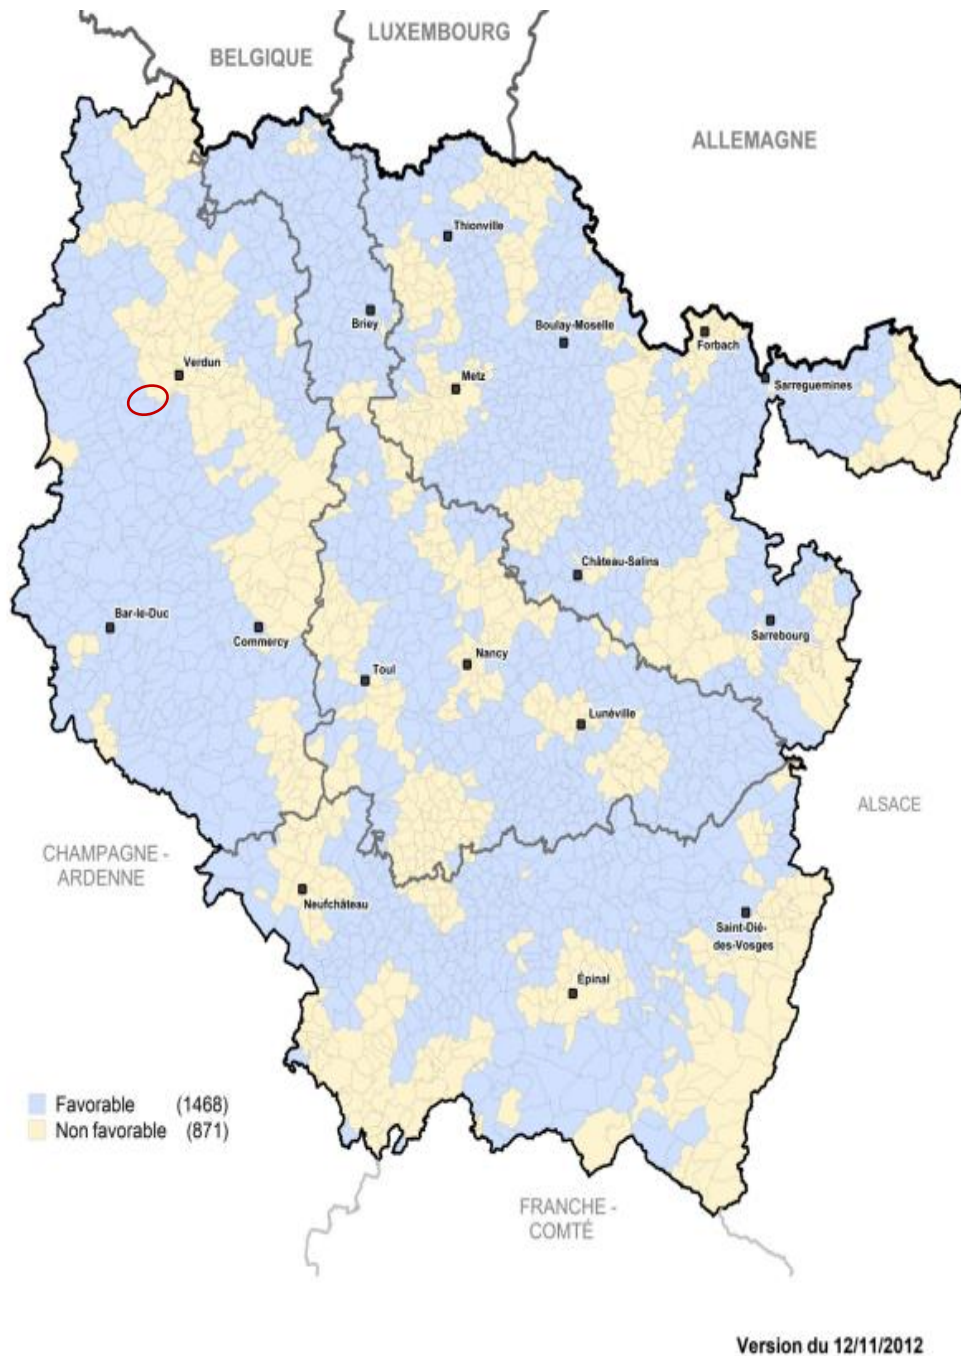 LUXEMBOURG
BELGIQUE
ALLEMAGNE
Thionville
Briey
Boulay-Moselle
Forbach
Verdun
Metz
Sarreguemines
Château-Salins
Bar-le-Duc
Commercy
Sarrebourg
Nancy
Toul
Lunéville
ALSACE
CHAMPAGNE -
ARDENNE
Neufchâteau
Saint-Dié-
des-Vosges
Épinal
Favorable (1468)
Non favorable (871)
FRANCHE -
COMTÉ
Version du 12/11/2012